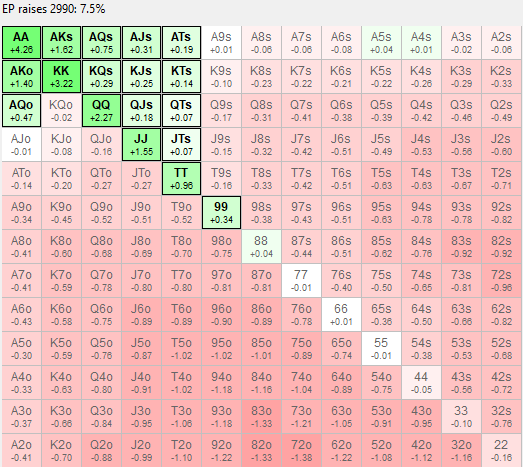 EP raises 2990: 7.5%
AA AKs AQs AJs ATs A9s A8s A7s A6s A5s A4s A3s A2s
+4.26 +1.62 +0.75 +0.31 +0.19 +0.01 -0.06 -0.06 -0.08 +0.04 +0.01 -0.02 -0.06
AKo KK KQs KJs KTs K9s K8s K7s K6s K5s K4s K3s K2s
+1.40 +3.22 +0.29 +0.25 +0.14 -0.10 -0.23 -0.22 -0.21 -0.22 -0.26 -0.29 -0.33
AQo KQo QQ QJs QTs Q9s Q8s Q7s Q6s Q5s Q4s Q3s Q2s
+0.47 -0.02 +2.27 +0.18 +0.07 -0.17 -0.31 -0.41 -0.38 -0.39 -0.42 -0.46 -0.49
AJo KJo QJo JJ JTs J9s J8s J7s J6s J5s J4s J3s J2s
-0.01 -0.08 -0.16 +1.55 +0.07 -0.15 -0.32 -0.42 -0.51 -0.49 -0.53 -0.56 -0.60
ATo KTo QTo JTo TT T9s T8s T7s T6s T5s T4s T3s T2s
-0.14 -0.20 -0.27 -0.27 +0.96 -0.16 -0.33 -0.42 -0.51 -0.63 -0.63 -0.67 -0.71
A9o K9o Q9o J9o T9o 99 98s 97s 96s 95s 94s 93s 92s
-0.34 -0.45 -0.52 -0.51 -0.52 +0.34 -0.38 -0.43 -0.51 -0.63 -0.78 -0.78 -0.82
A8o K8o Q8o J8o T8o 98o 88 87s 86s 85s 84s 83s 82s
-0.41 -0.60 -0.68 -0.69 -0.70 -0.75 +0.04 -0.44 -0.51 -0.62 -0.76 -0.92 -0.92
A7o K7o Q7o J7o T7o 97o 87o 77 76s 75s 74s 73s 72s
-0.41 -0.59 -0.78 -0.80 -0.80 -0.81 -0.81 -0.01 -0.40 -0.50 -0.65 -0.81 -0.96
A6o K6o Q6o J6o T6o 96o 86o 76o 66 65s 64s 63s 62s
-0.43 -0.58 -0.75 -0.89 -0.89 -0.90 -0.89 -0.78 +0.01 -0.36 -0.50 -0.66 -0.82
A5o K5o Q5o J5o T5o 95o 85o 75o 65o 55 54s 53s 52s
-0.30 -0.59 -0.76 -0.87 -1.02 -1.02 -1.01 -0.89 -0.74 -0.01 -0.38 -0.53 -0.68
A4o K4o Q4o J4o T4o 94o 84o 74o 64o 54o 44 43s 42s
-0.33 -0.63 -0.80 -0.91 -1.02 -1.18 -1.16 -1.04 -0.89 -0.75 -0.05 -0.56 -0.72
A3o K3o Q3o J3o T3o 93o 83o 73o 63o 53o 43o 33 32s
-0.37 -0.66 -0.84 -0.95 -1.06 -1.18 -1.33 -1.21 -1.05 -0.91 -0.95 -0.10 -0.76
A2o K2o Q2o J2o T2o 92o 82o 72o 62o 52o 42o 32o 22
-0.41 -0.70 -0.88 -0.99 -1.10 -1.22 -1.33 -1.38 -1.22 -1.08 -1.12 -1.16 -0.16